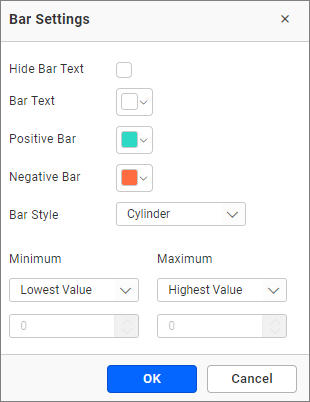 Bar Settings ×
Hide Bar Text
Bar Text
Positive Bar
Negative Bar
Bar Style Cylinder
Minimum Maximum
Lowest Value Highest Value
0 0
OK Cancel